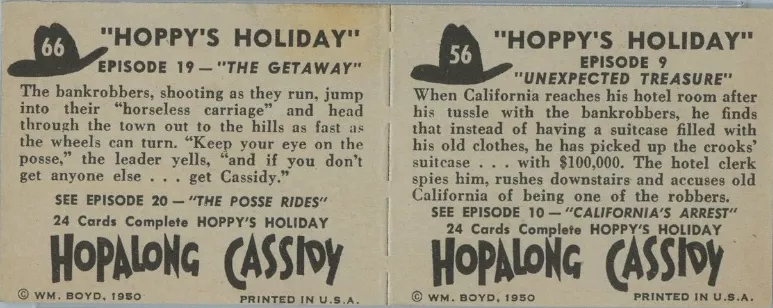 66
"HOPPY'S HOLIDAY"
EPISODE 19 — "THE GETAWAY"
The bankrobbers, shooting as they run, jump
into their "horseless carriage" and head
through the town out to the hills as fast as
the wheels can turn. "Keep your eye on the
posse," the leader yells, "and if you don't
get anyone else . . . get Cassidy."
SEE EPISODE 20 — "THE POSSE RIDES"
24 Cards Complete HOPPY'S HOLIDAY
HOPALONG CASSIDY
© WM. BOYD, 1950 PRINTED IN U.S.A.
56
"HOPPY'S HOLIDAY"
EPISODE 9
"UNEXPECTED TREASURE"
When California reaches his hotel room after
his tussle with the bankrobbers, he finds
that instead of having a suitcase filled with
his old clothes, he has picked up the crooks'
suitcase . . . with $100,000. The hotel clerk
spies him, rushes downstairs and accuses old
California of being one of the robbers.
SEE EPISODE 10 — "CALIFORNIA'S ARREST"
24 Cards Complete HOPPY'S HOLIDAY
HOPALONG CASSIDY
© WM. BOYD, 1950 PRINTED IN U.S.A.